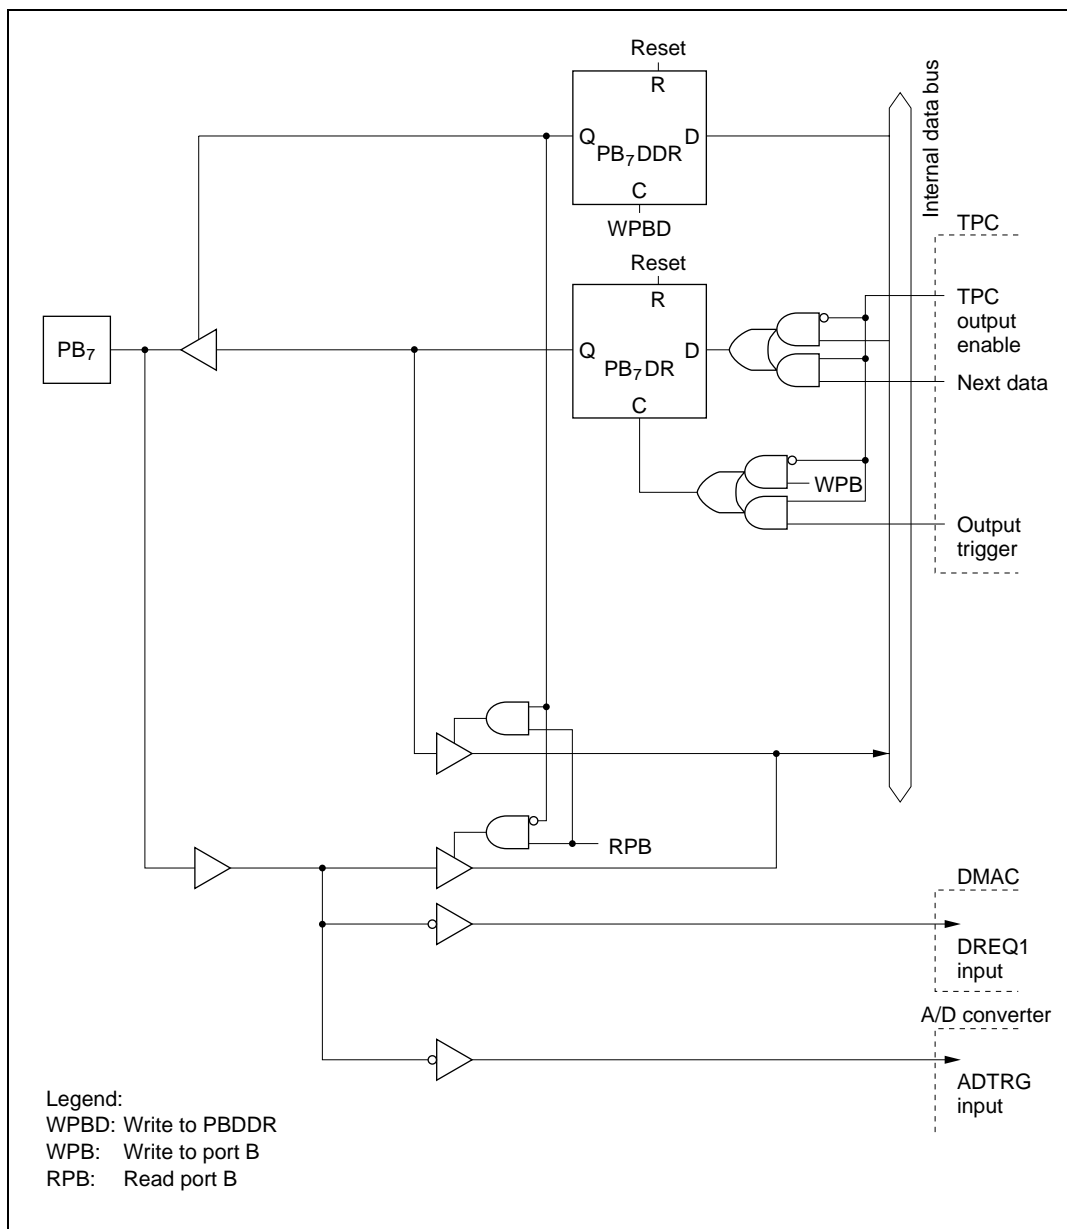 Reset
R
Q
D
PB₇DDR
C
WPBD
Internal data bus
TPC
Reset
R
Q
D
PB₇DR
C
TPC
output
enable
Next data
PB₇
WPB
Output
trigger
RPB
DMAC
DREQ1
input
A/D converter
ADTRG
input
Legend:
WPBD: Write to PBDDR
WPB: Write to port B
RPB: Read port B